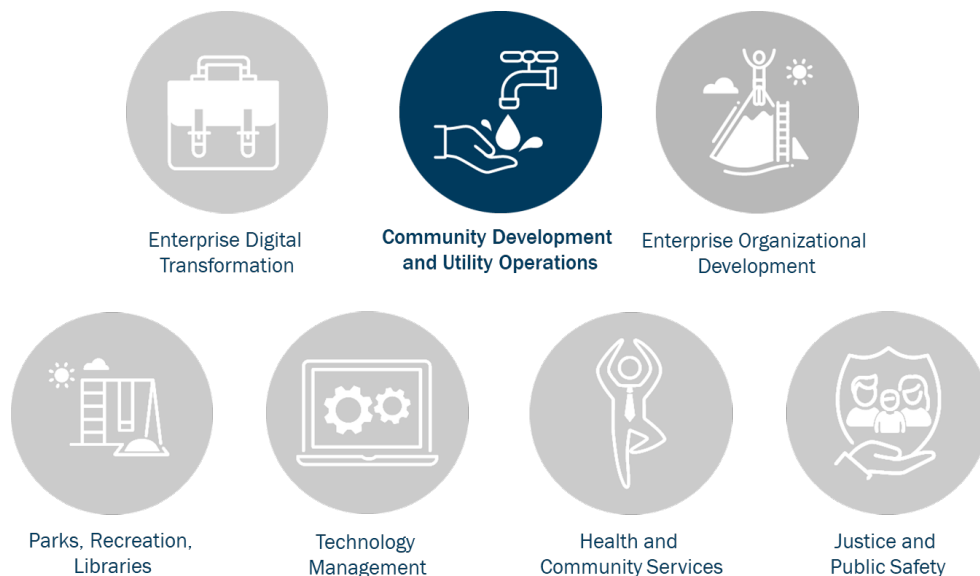 Enterprise Digital
Transformation
Community Development
and Utility Operations
Enterprise Organizational
Development
Parks, Recreation,
Libraries
Technology
Management
Health and
Community Services
Justice and
Public Safety